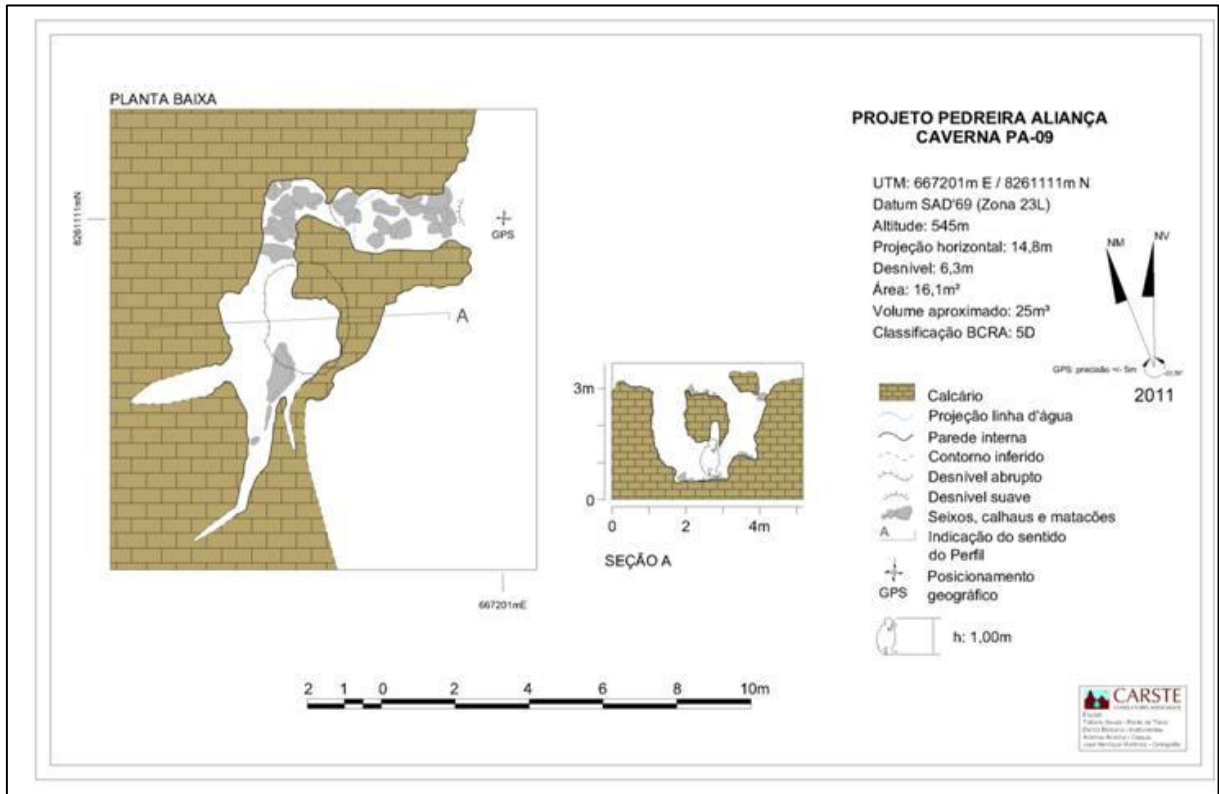 PLANTA BAIXA
8261111mN
GPS
A
667201mE
3m
0
0 2 4m
SEÇÃO A
2 1 0 2 4 6 8 10m
PROJETO PEDREIRA ALIANÇA
CAVERNA PA-09
UTM: 667201m E / 8261111m N
Datum SAD'69 (Zona 23L)
Altitude: 545m
Projeção horizontal: 14,8m
Desnível: 6,3m
Área: 16,1m²
Volume aproximado: 25m³
Classificação BCRA: 5D
NM NV
GPS: precisão +/- 5m
2011
Calcário
Projeção linha d'água
Parede interna
Contorno inferido
Desnível abrupto
Desnível suave
Seixos, calhaus e matacões
A Indicação do sentido
do Perfil
Posicionamento
GPS geográfico
h: 1,00m
CARSTE